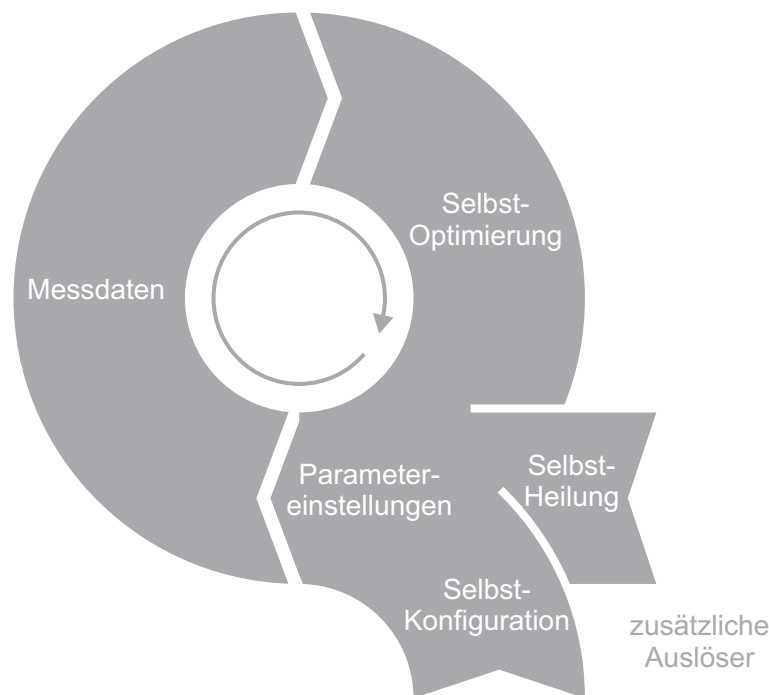 Selbst-
Optimierung
Messdaten
Parameter-
einstellungen
Selbst-
Heilung
Selbst-
Konfiguration
zusätzliche
Auslöser